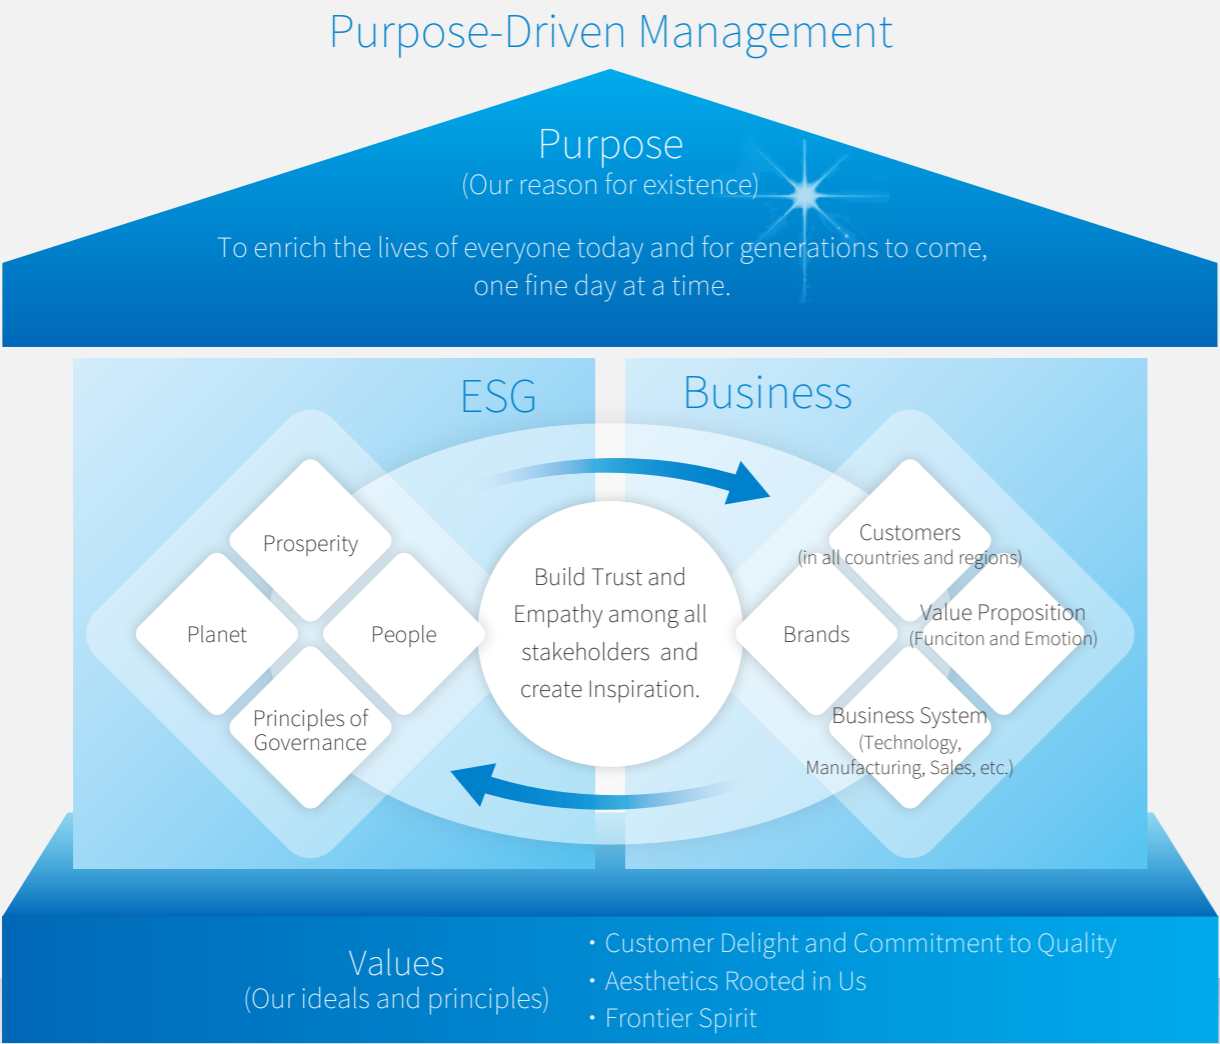 Purpose-Driven Management
Purpose
(Our reason for existence)
To enrich the lives of everyone today and for generations to come,
one fine day at a time.
ESG
Prosperity
Planet
People
Principles of
Governance
Build Trust and
Empathy among all
stakeholders and
create Inspiration.
Business
Customers
(in all countries and regions)
Brands
Value Proposition
(Funciton and Emotion)
Business System
(Technology,
Manufacturing, Sales, etc.)
Values
(Our ideals and principles)
・Customer Delight and Commitment to Quality
・Aesthetics Rooted in Us
・Frontier Spirit